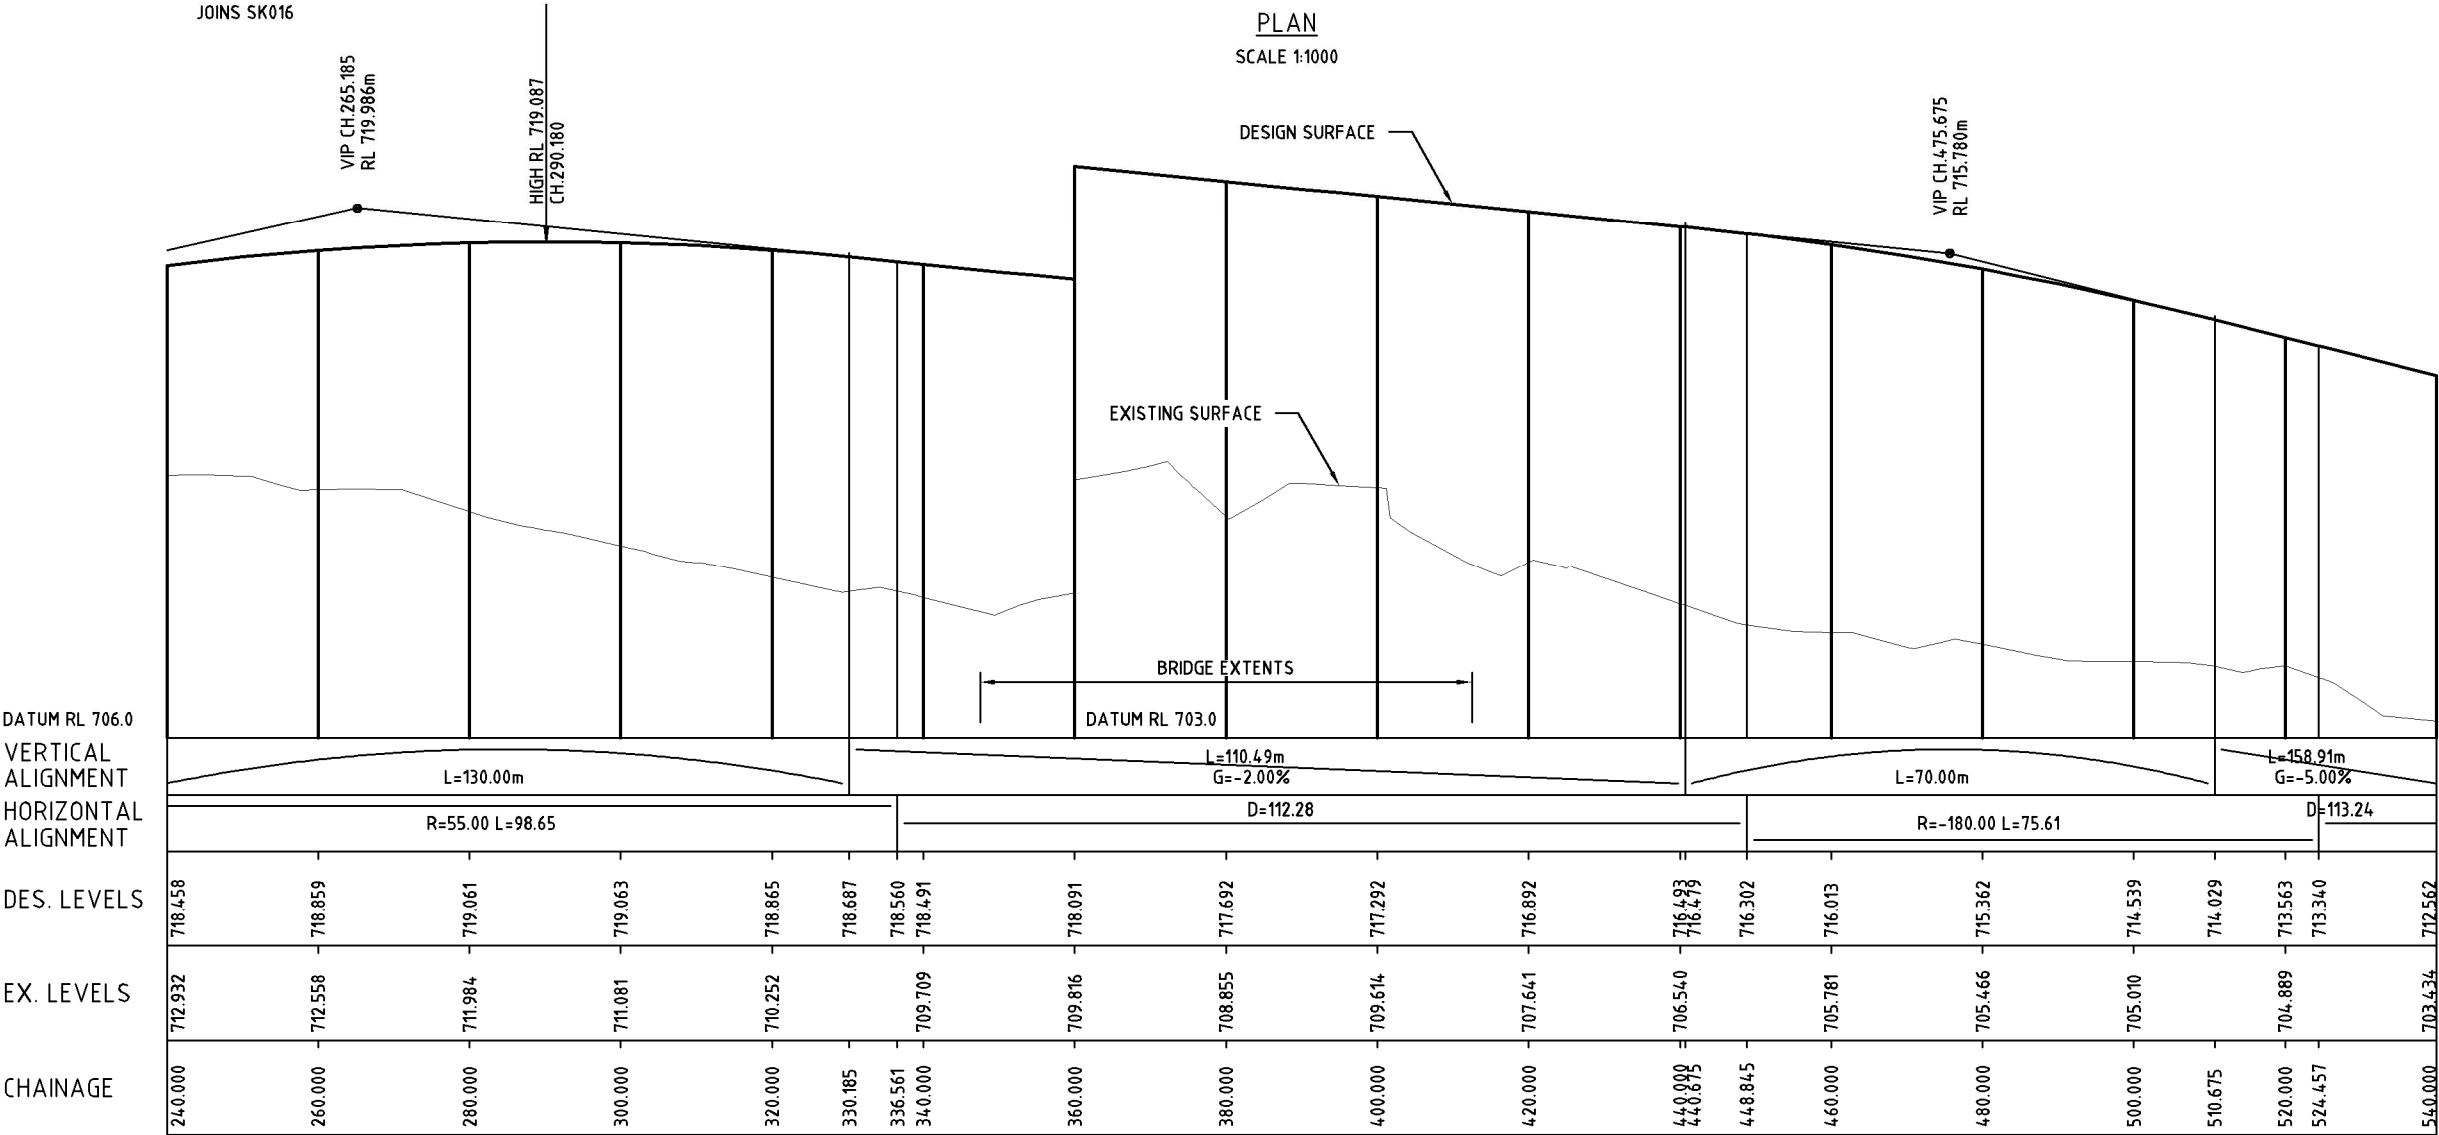 JOINS SK016
PLAN
SCALE 1:1000
VIP CH.265.185
RL 719.986m
HIGH RL 719.087
CH.290.180
DESIGN SURFACE
VIP CH.475.675
RL 715.780m
EXISTING SURFACE
BRIDGE EXTENTS
DATUM RL 706.0
DATUM RL 703.0
VERTICAL
ALIGNMENT
L=130.00m
L=110.49m
G=-2.00%
L=70.00m
L=158.91m
G=-5.00%
HORIZONTAL
ALIGNMENT
R=55.00 L=98.65
D=112.28
R=-180.00 L=75.61
D=113.24
DES. LEVELS
718.458
718.859
719.061
719.063
718.865
718.687
718.560
718.491
718.091
717.692
717.292
716.892
716.493
716.479
716.302
716.013
715.362
714.539
714.029
713.563
713.340
712.562
EX. LEVELS
712.932
712.558
711.984
711.081
710.252
709.709
709.816
708.855
709.614
707.641
706.540
705.781
705.466
705.010
704.889
703.434
CHAINAGE
240.000
260.000
280.000
300.000
320.000
330.185
336.561
340.000
360.000
380.000
400.000
420.000
440.000
440.675
448.845
460.000
480.000
500.000
510.675
520.000
524.457
540.000